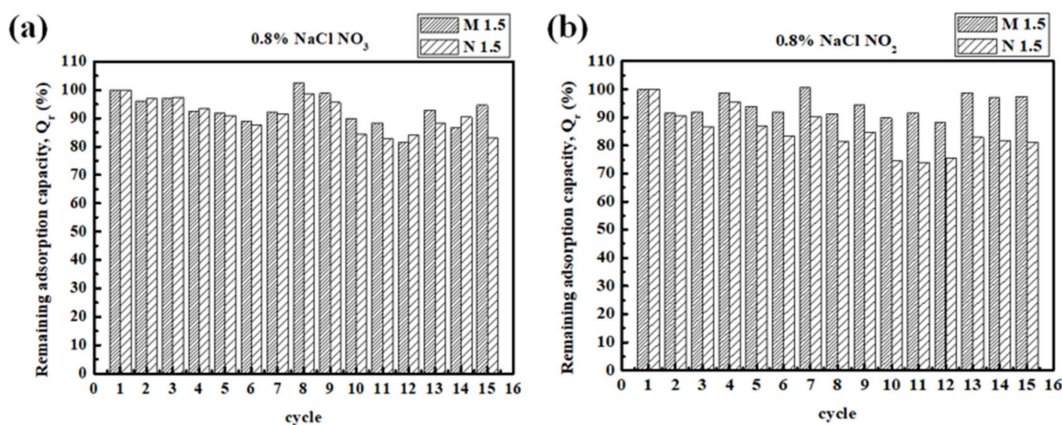 (a)
0.8% NaCl NO3
M 1.5
N 1.5
Remaining adsorption capacity, Qr (%)
110
100
90
80
70
60
50
40
30
20
10
0
0 1 2 3 4 5 6 7 8 9 10 11 12 13 14 15 16
cycle
(b)
0.8% NaCl NO2
M 1.5
N 1.5
Remaining adsorption capacity, Qr (%)
110
100
90
80
70
60
50
40
30
20
10
0
0 1 2 3 4 5 6 7 8 9 10 11 12 13 14 15 16
cycle